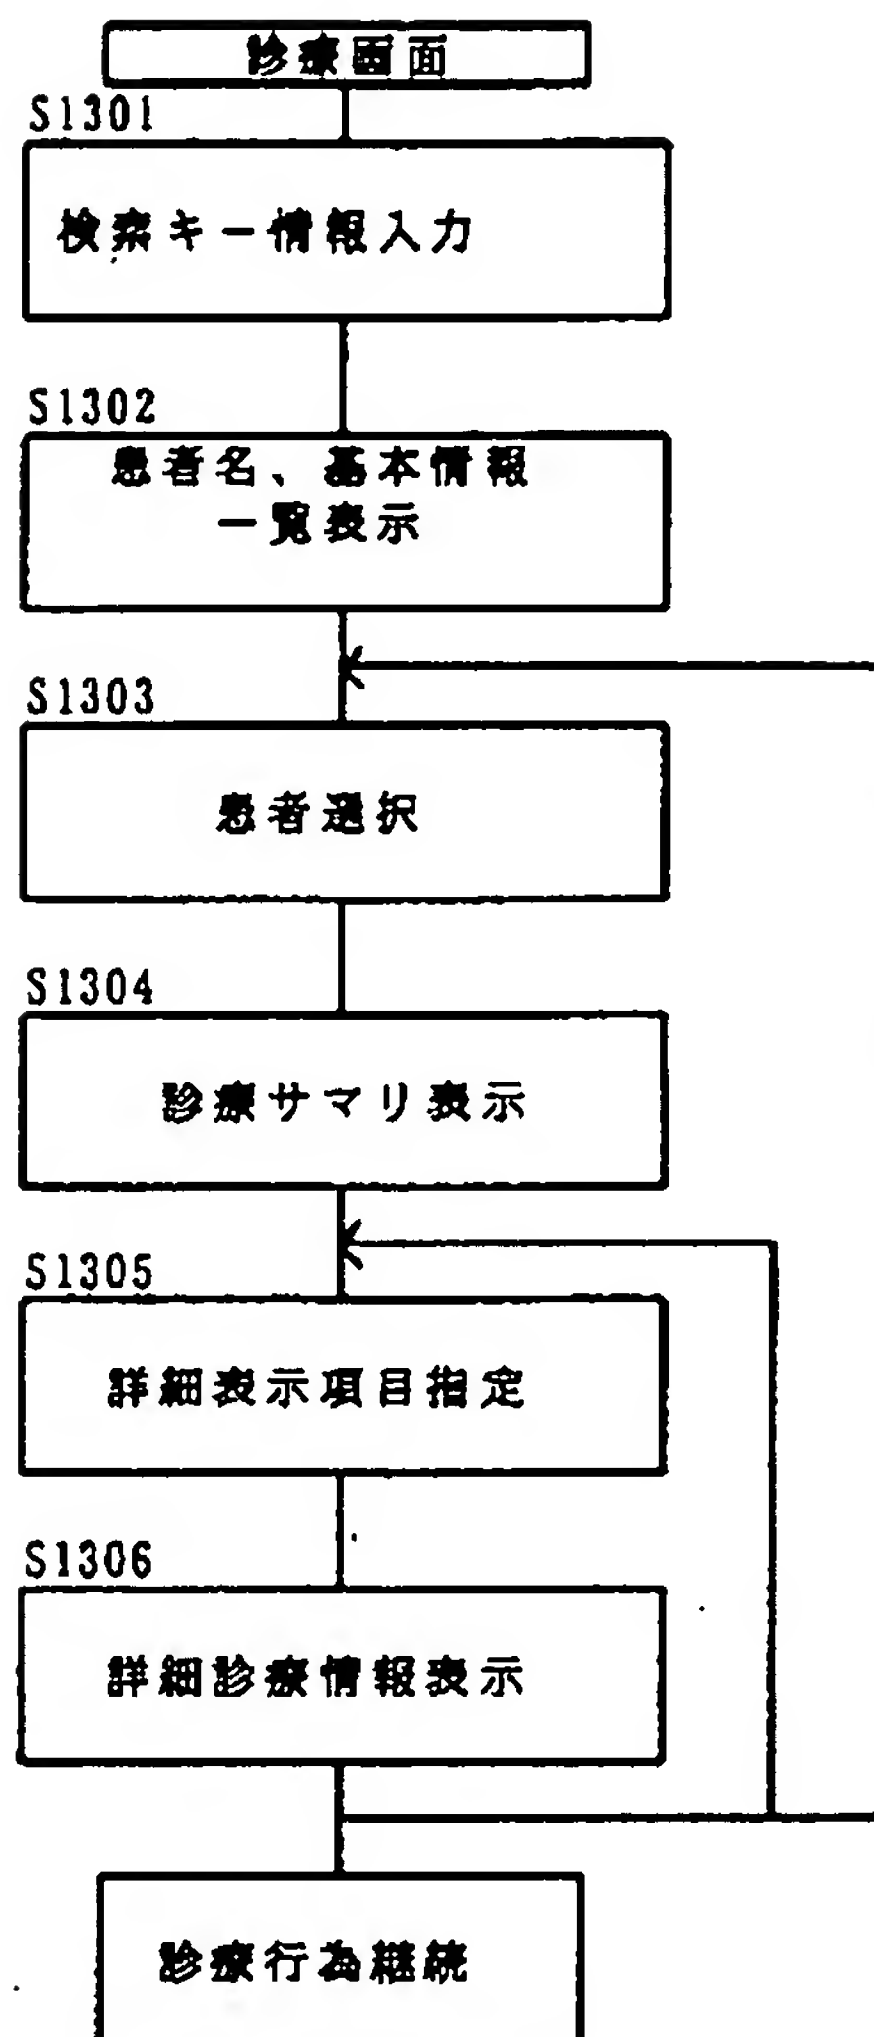 診療画面
S1301
検索キー情報入力
S1302
患者名、基本情報
一覧表示
S1303
患者選択
S1304
診療サマリ表示
S1305
詳細表示項目指定
S1306
詳細診療情報表示
診療行為継続